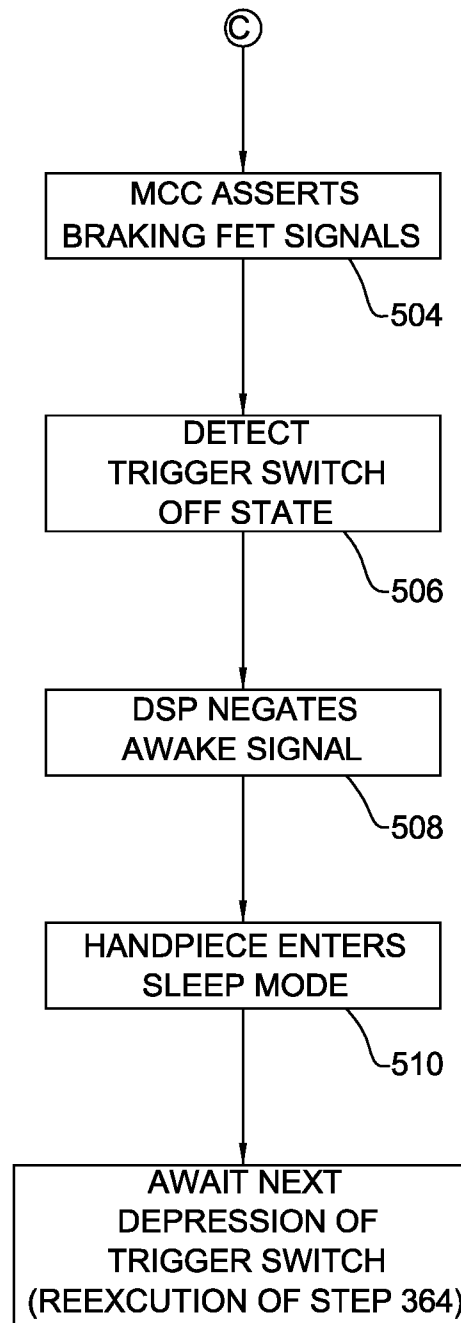 C
MCC ASSERTS
BRAKING FET SIGNALS
504
DETECT
TRIGGER SWITCH
OFF STATE
506
DSP NEGATES
AWAKE SIGNAL
508
HANDPIECE ENTERS
SLEEP MODE
510
AWAIT NEXT
DEPRESSION OF
TRIGGER SWITCH
(REEXCUTION OF STEP 364)